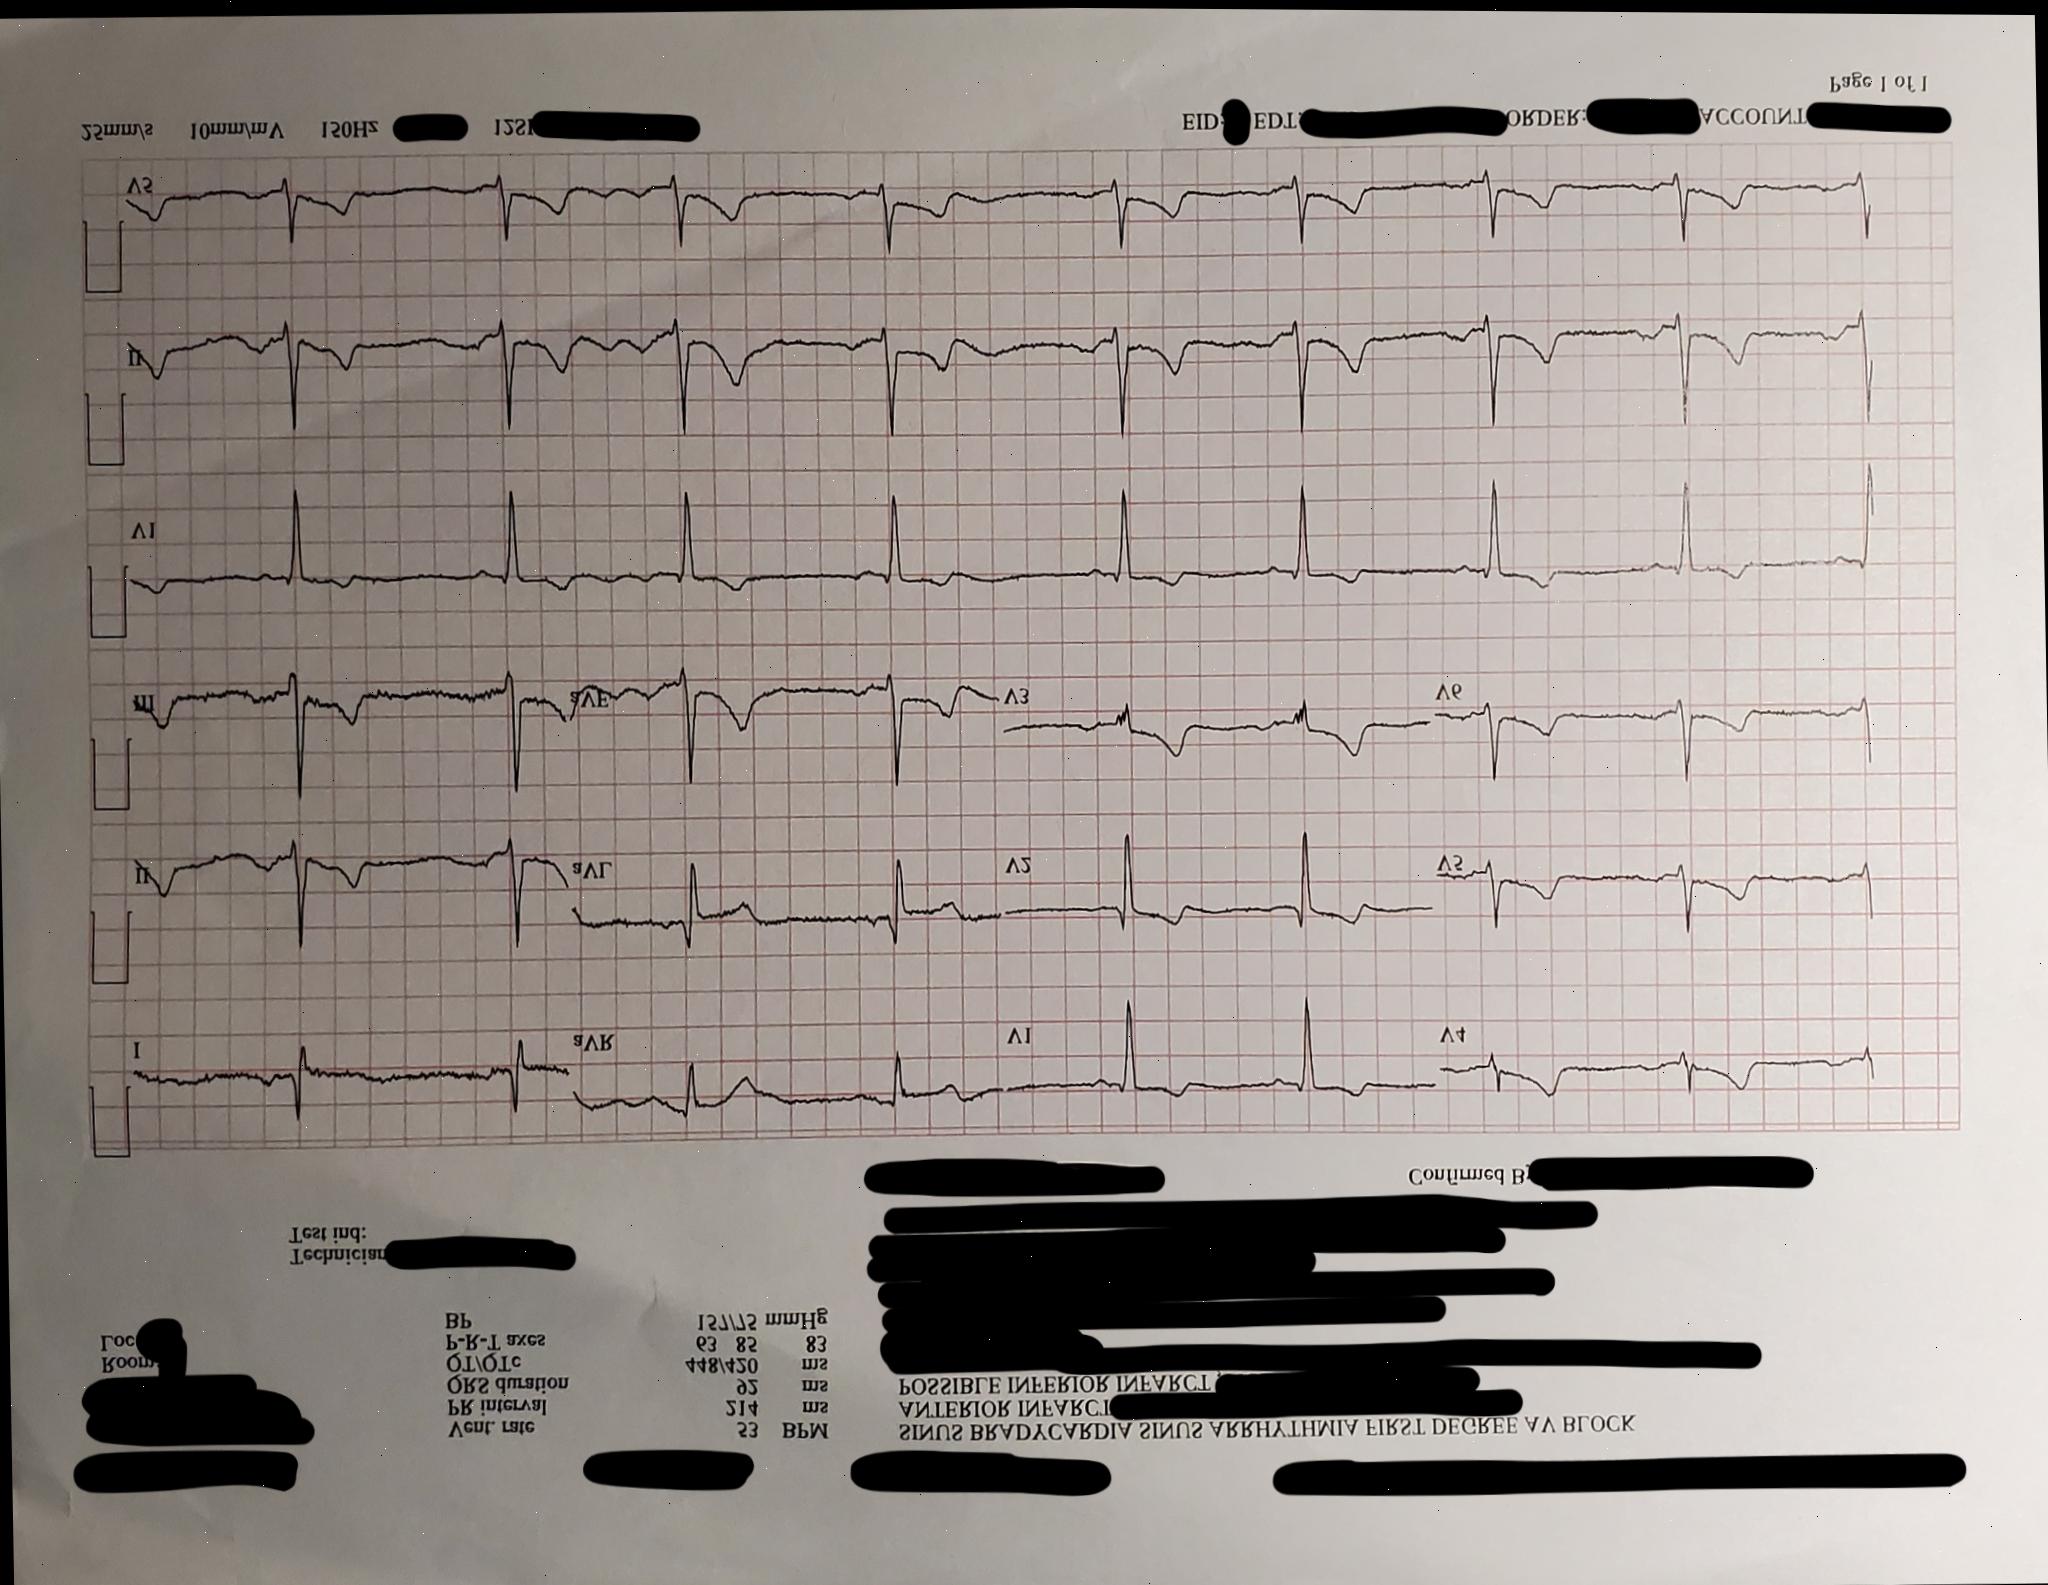 Vent. rate 53 BPM
PR interval 214 ms
QRS duration 92 ms
QT/QTc 448/420 ms
P-R-T axes 63 85 83
BP 157/75 mmHg
SINUS BRADYCARDIA SINUS ARRHYTHMIA FIRST DEGREE AV BLOCK
ANTERIOR INFARCT
POSSIBLE INFERIOR INFARCT
Room
Loc
Technician
Test ind:
Confirmed By
I aVR V1 V4
II aVL V2 V5
III aVF V3 V6
V1
II
V5
25mm/s 10mm/mV 150Hz 12SL EID: EDT: ORDER: ACCOUNT
Page 1 of 1